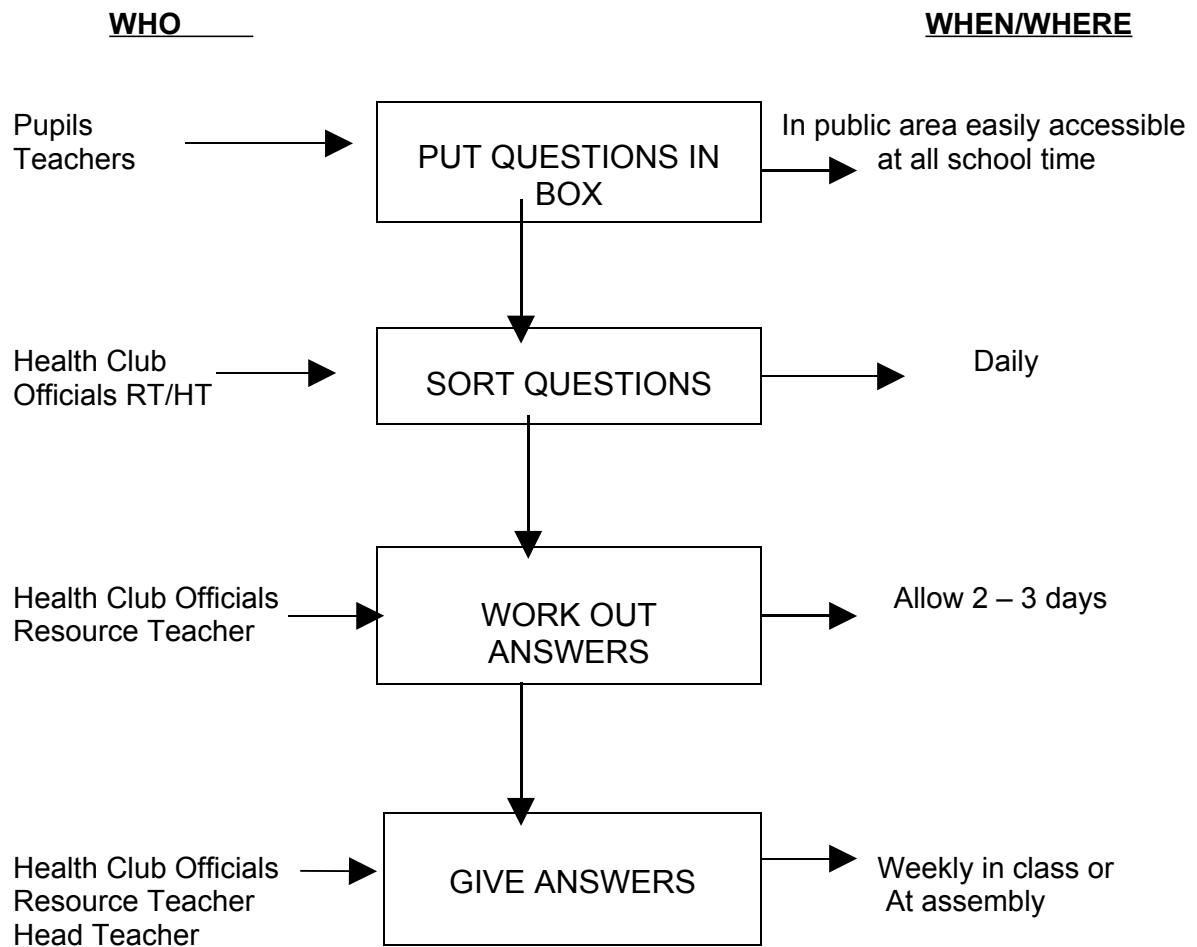 WHO
WHEN/WHERE
Pupils
Teachers
PUT QUESTIONS IN
BOX
In public area easily accessible
at all school time
Health Club
Officials RT/HT
SORT QUESTIONS
Daily
Health Club Officials
Resource Teacher
WORK OUT
ANSWERS
Allow 2 – 3 days
Health Club Officials
Resource Teacher
Head Teacher
GIVE ANSWERS
Weekly in class or
At assembly